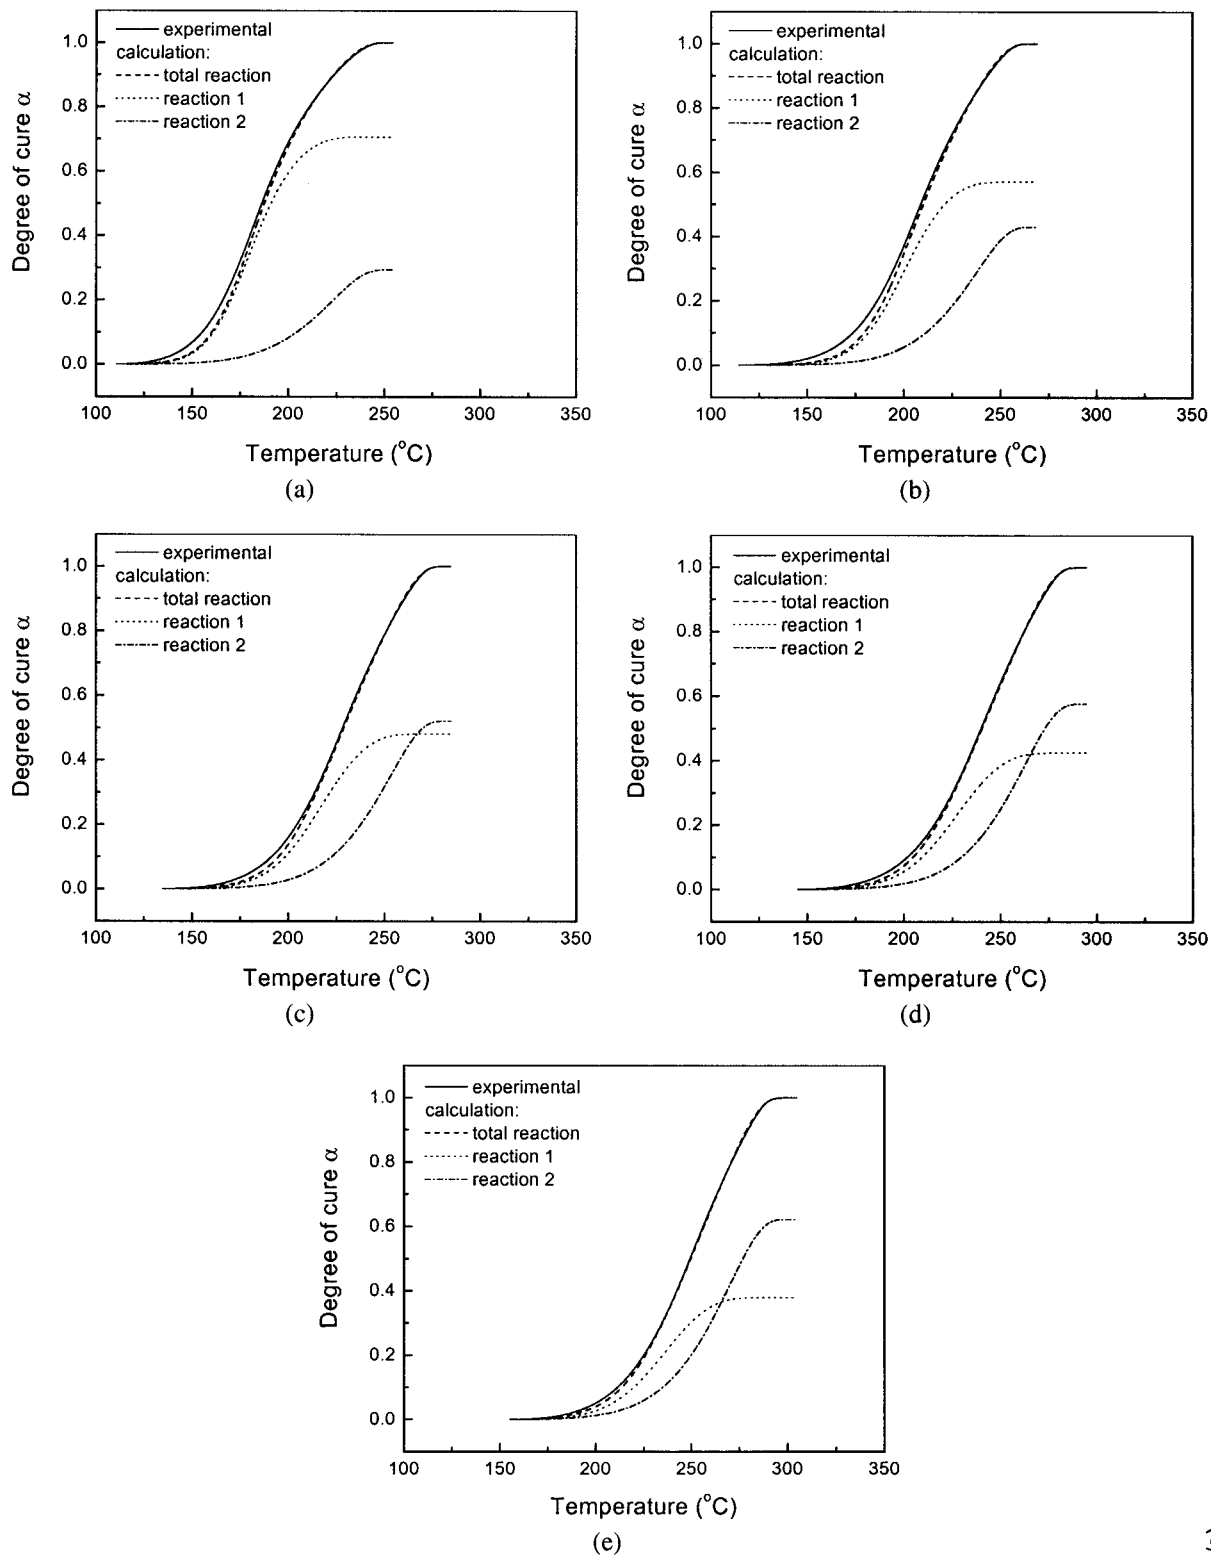 experimental
calculation:
total reaction
reaction 1
reaction 2
1.0
0.8
0.6
0.4
0.2
0.0
Degree of cure α
100 150 200 250 300 350
Temperature (°C)
(a)
experimental
calculation:
total reaction
reaction 1
reaction 2
1.0
0.8
0.6
0.4
0.2
0.0
Degree of cure α
100 150 200 250 300 350
Temperature (°C)
(b)
experimental
calculation:
total reaction
reaction 1
reaction 2
1.0
0.8
0.6
0.4
0.2
0.0
Degree of cure α
100 150 200 250 300 350
Temperature (°C)
(c)
experimental
calculation:
total reaction
reaction 1
reaction 2
1.0
0.8
0.6
0.4
0.2
0.0
Degree of cure α
100 150 200 250 300 350
Temperature (°C)
(d)
experimental
calculation:
total reaction
reaction 1
reaction 2
1.0
0.8
0.6
0.4
0.2
0.0
Degree of cure α
100 150 200 250 300 350
Temperature (°C)
(e)